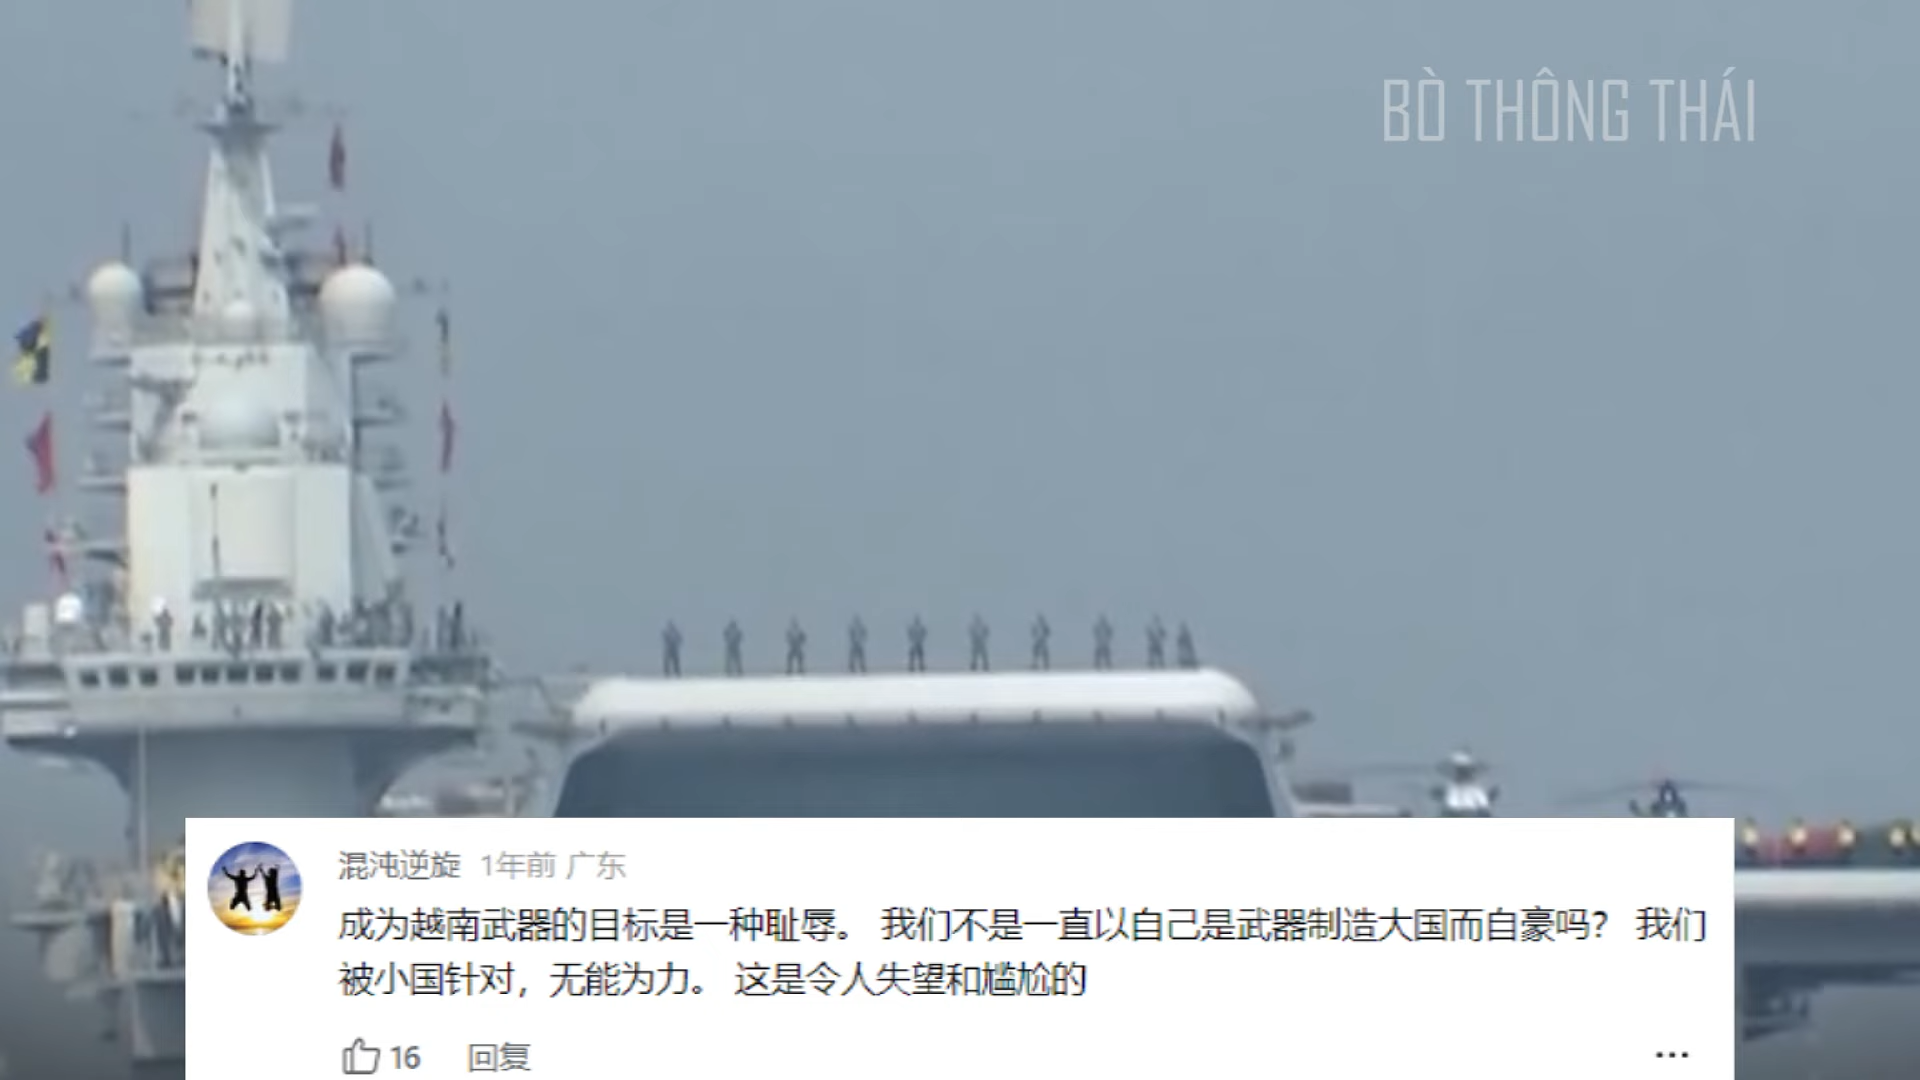 BÒ THÔNG THÁI
混沌逆旋 1年前 广东
成为越南武器的目标是一种耻辱。 我们不是一直以自己是武器制造大国而自豪吗? 我们
被小国针对，无能为力。 这是令人失望和尴尬的
16 回复